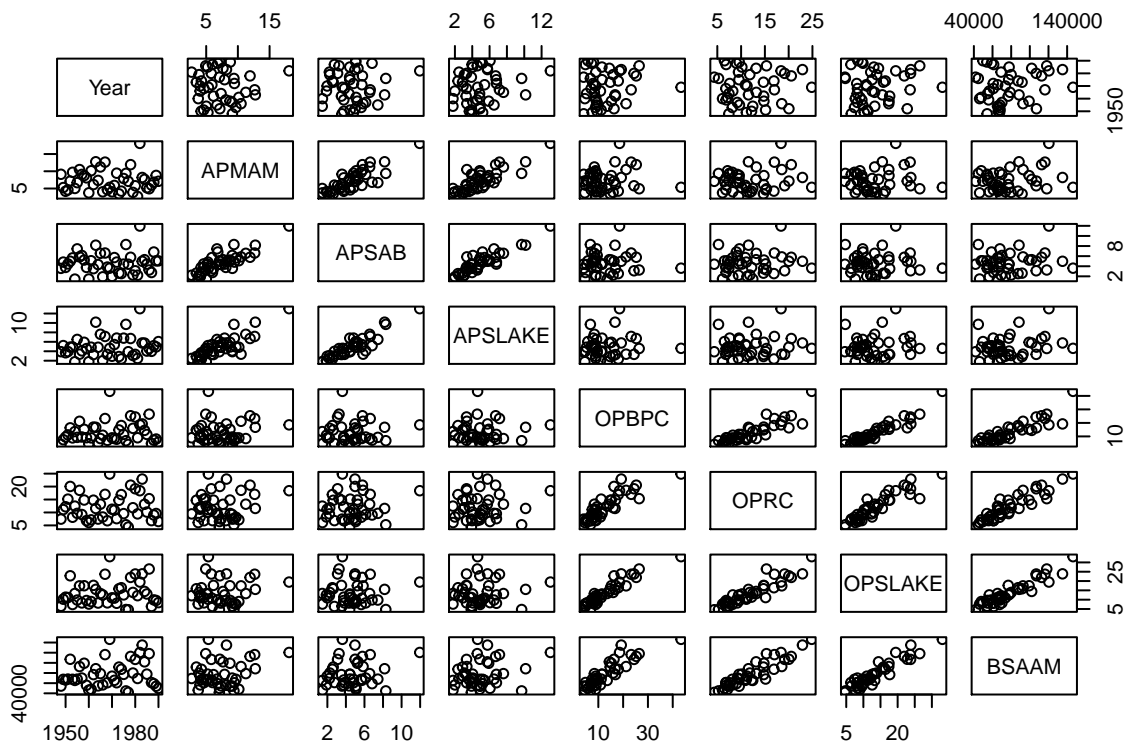 5 15 2 6 12 5 15 25 40000 140000
Year 1950
5 APMAM
APSAB 2 8
2 10 APSLAKE
OPBPC 10
5 20 OPRC
OPSLAKE 5 25
40000 BSAAM
1950 1980 2 6 10 10 30 5 20